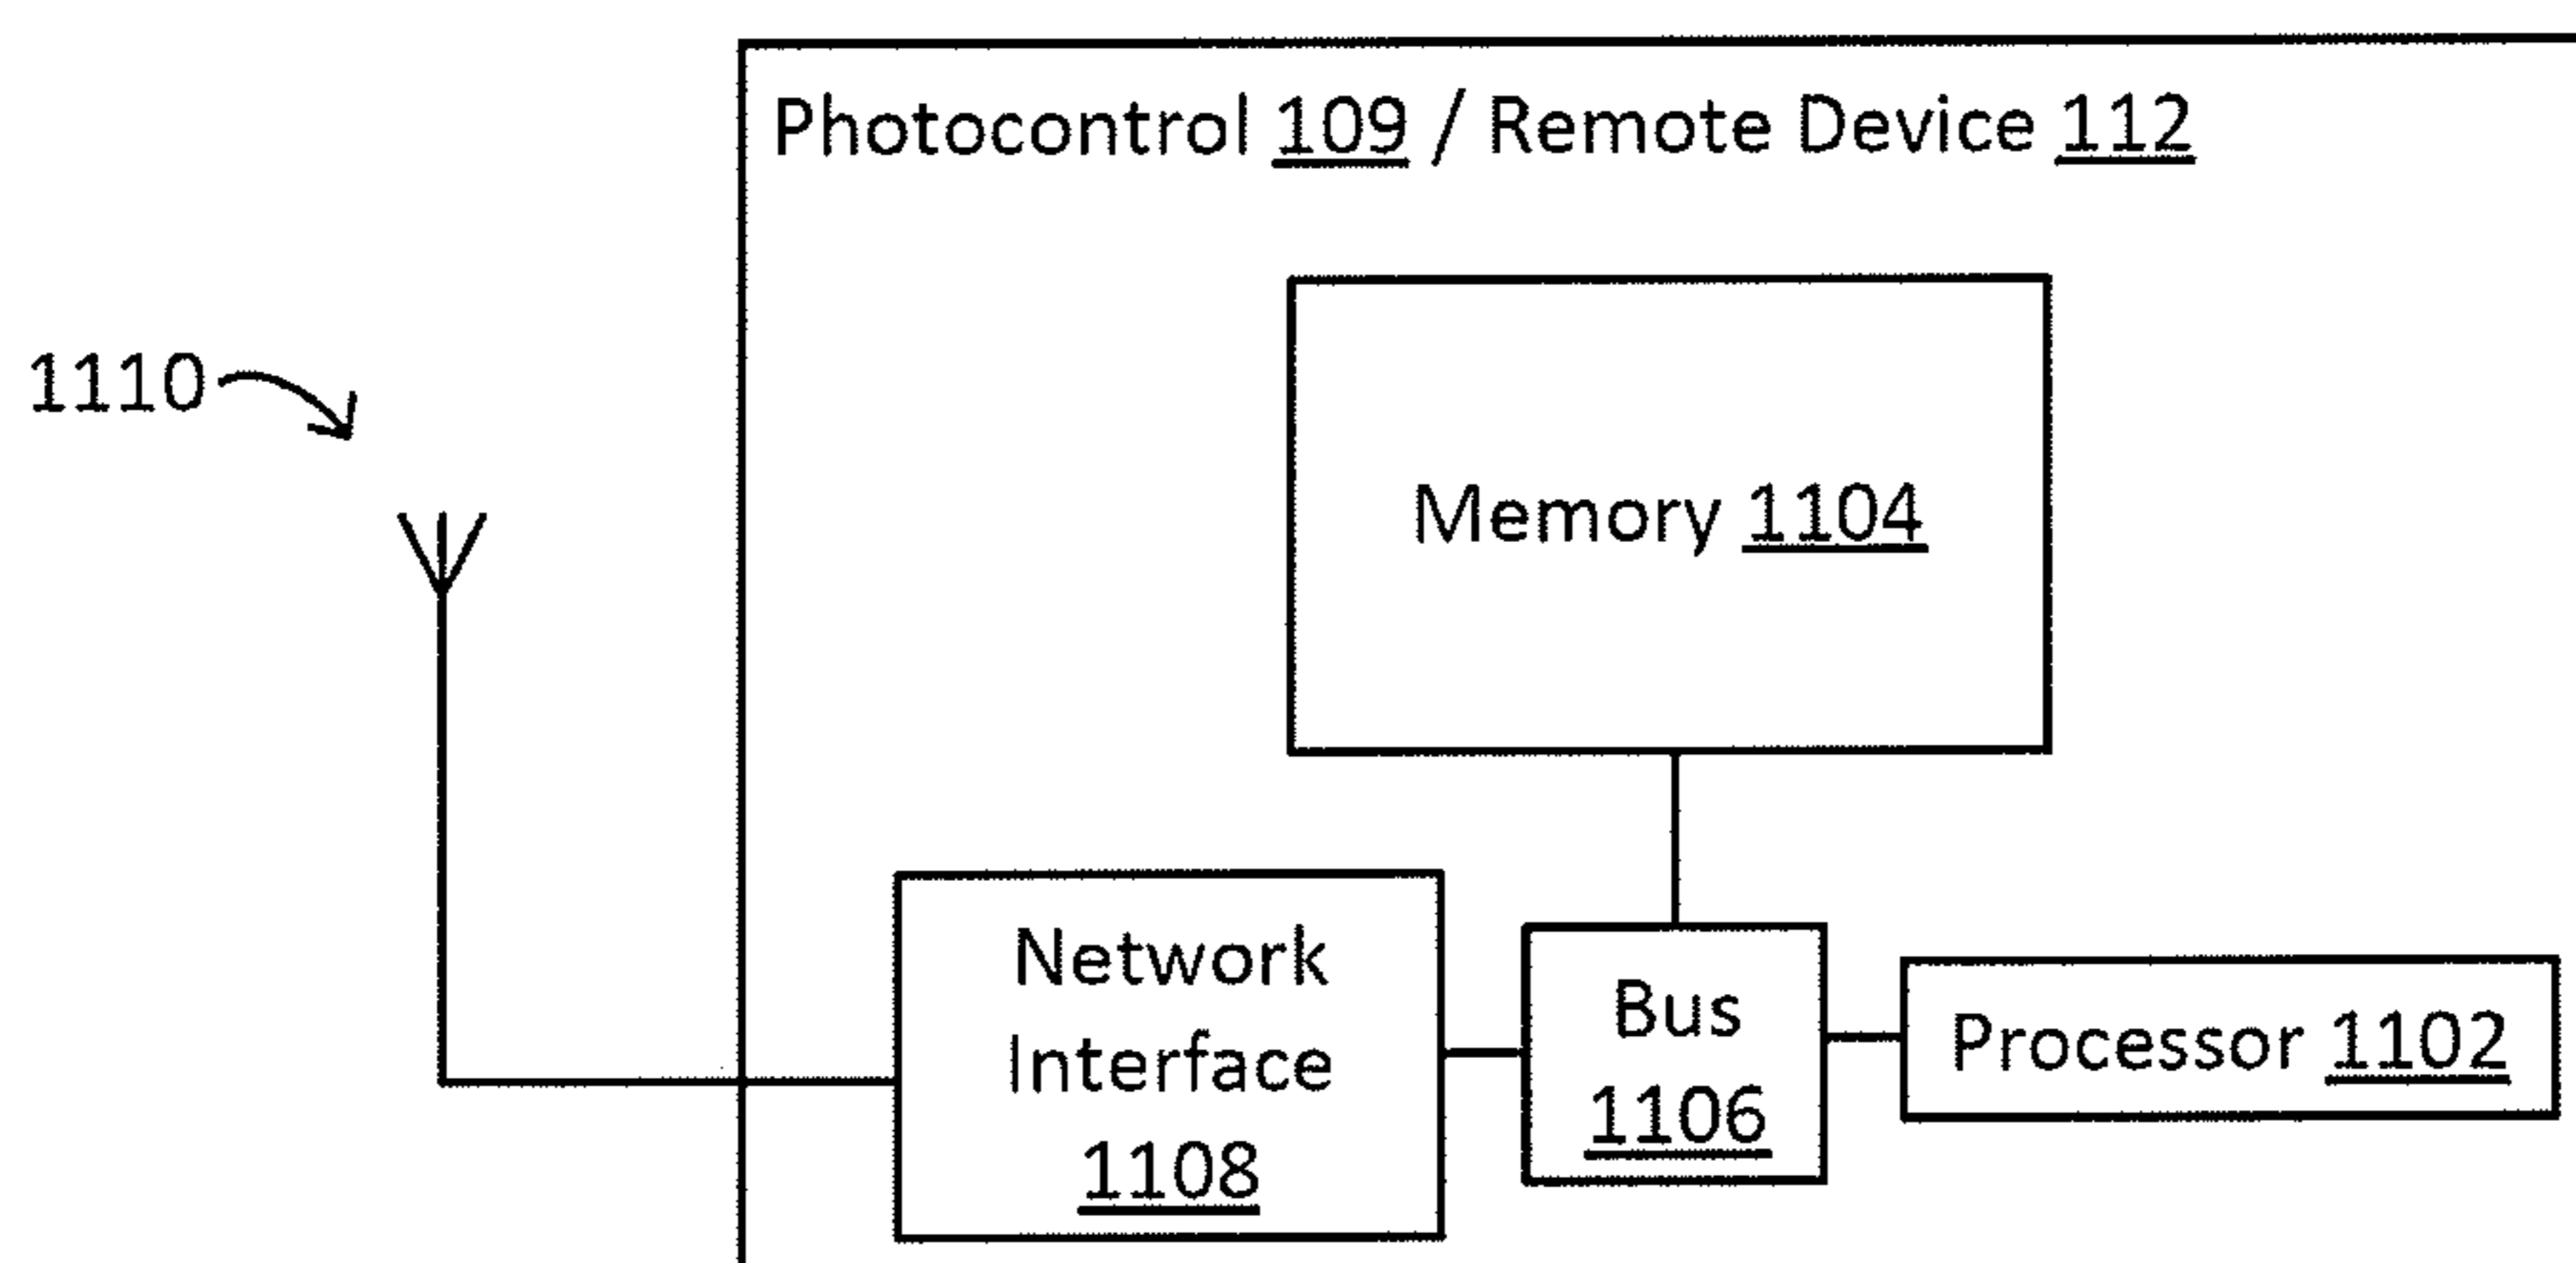 Photocontrol 109 / Remote Device 112
1110
Memory 1104
Network
Interface
1108
Bus
1106
Processor 1102